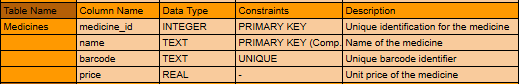 Table Name Column Name Data Type Constraints Description
Medicines medicine_id INTEGER PRIMARY KEY Unique identification for the medicine
name TEXT PRIMARY KEY (Comp. Name of the medicine
barcode TEXT UNIQUE Unique barcode identifier
price REAL - Unit price of the medicine